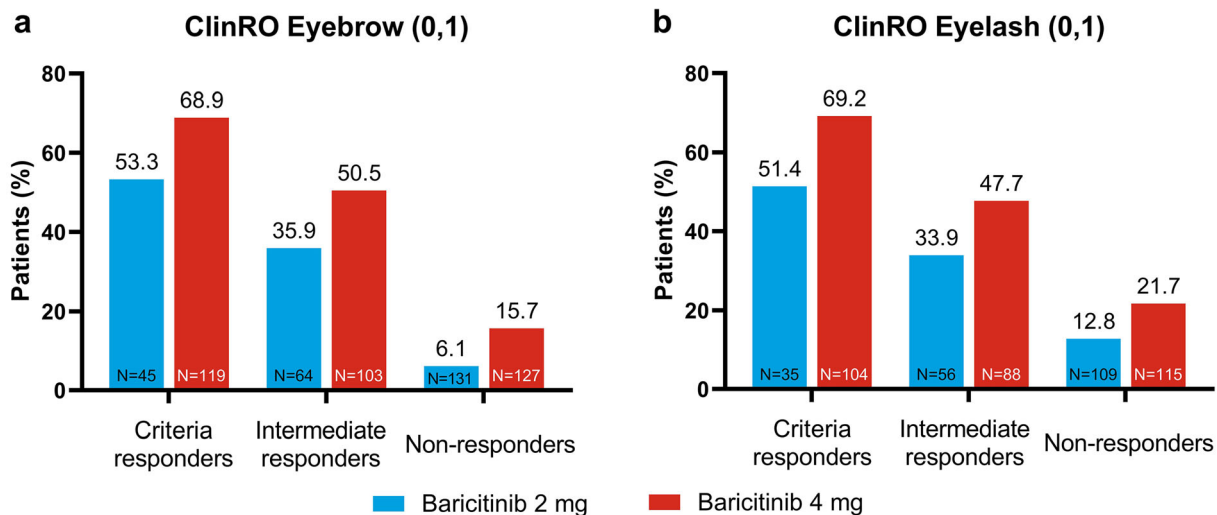 a
ClinRO Eyebrow (0,1)
Patients (%)
80
60
40
20
0
53.3
68.9
35.9
50.5
6.1
15.7
N=45
N=119
N=64
N=103
N=131
N=127
Criteria
responders
Intermediate
responders
Non-responders
b
ClinRO Eyelash (0,1)
Patients (%)
80
60
40
20
0
51.4
69.2
33.9
47.7
12.8
21.7
N=35
N=104
N=56
N=88
N=109
N=115
Criteria
responders
Intermediate
responders
Non-responders
Baricitinib 2 mg
Baricitinib 4 mg